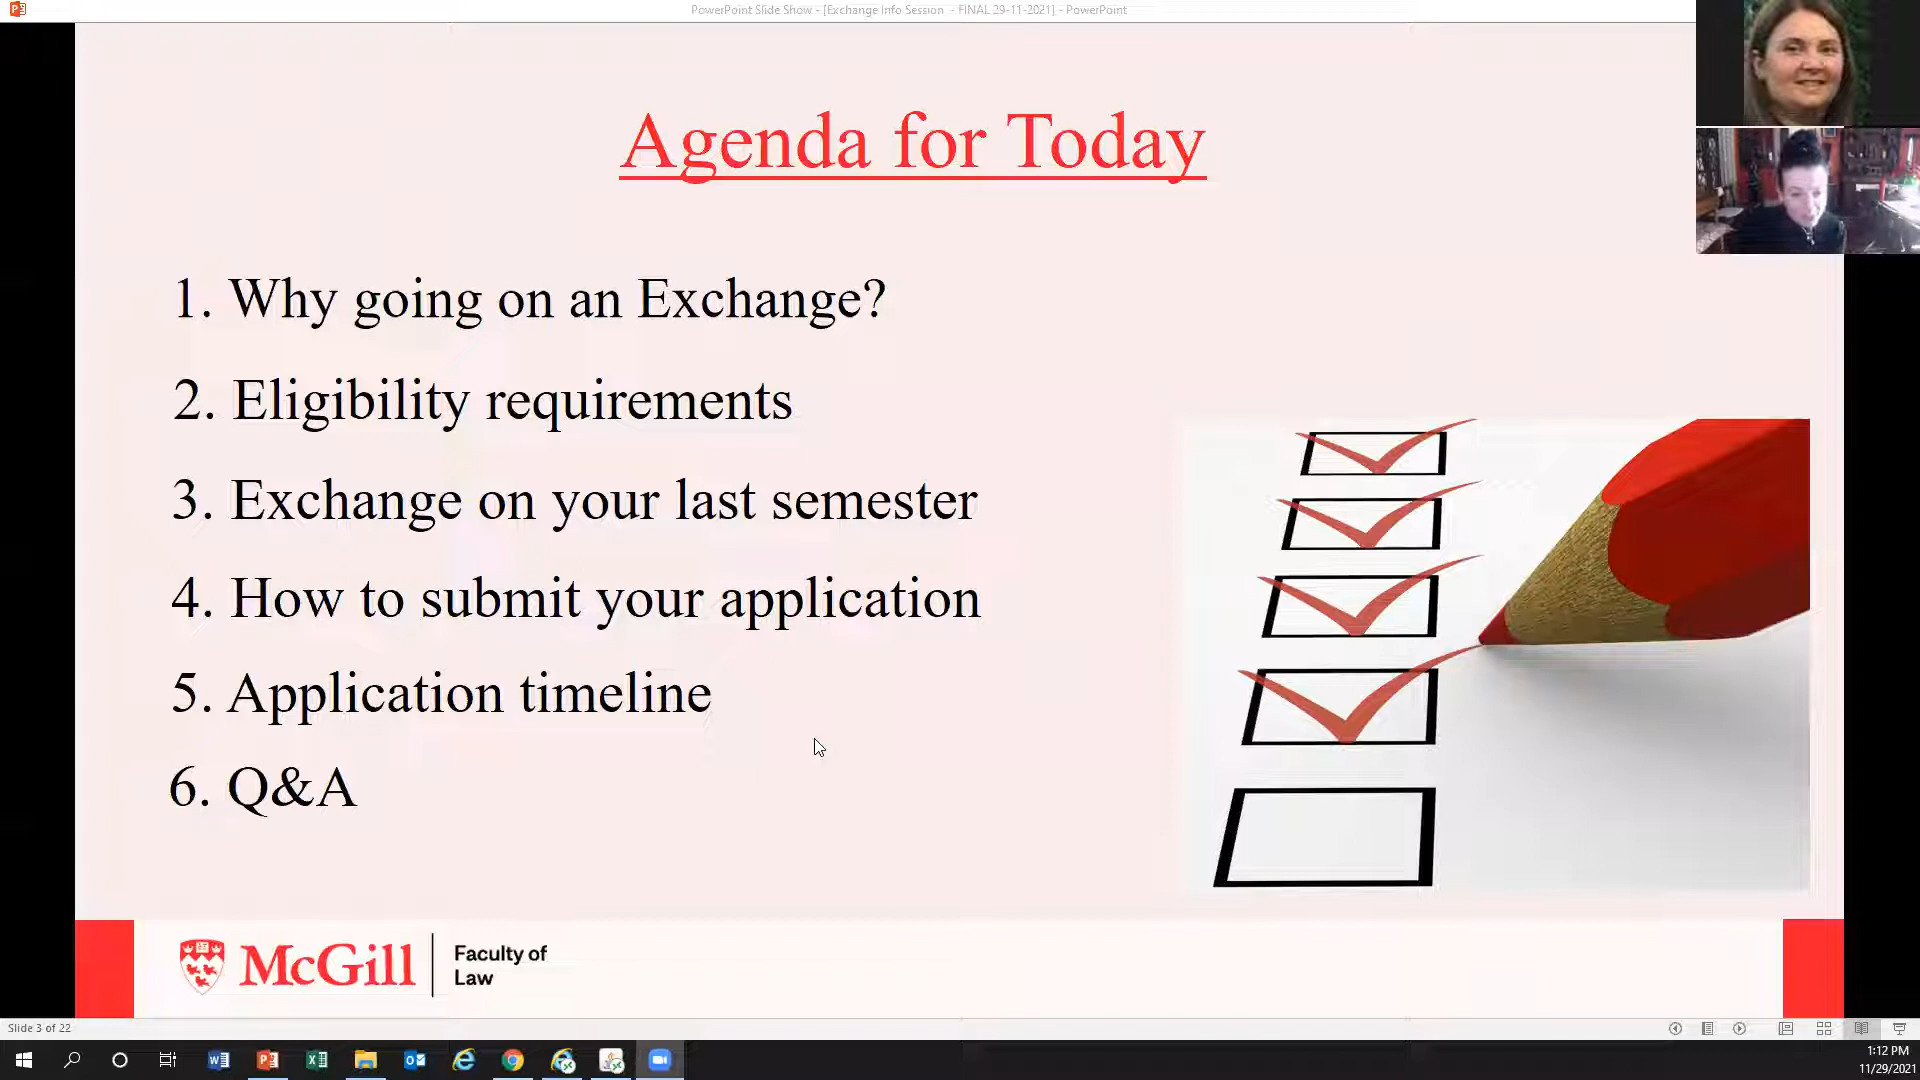 PowerPoint Slide Show - [Exchange Info Session - FINAL 29-11-2021] - PowerPoint
Agenda for Today
1. Why going on an Exchange?
2. Eligibility requirements
3. Exchange on your last semester
4. How to submit your application
5. Application timeline
6. Q&A
McGill
Faculty of
Law
Slide 3 of 22
1:12 PM
11/29/2021